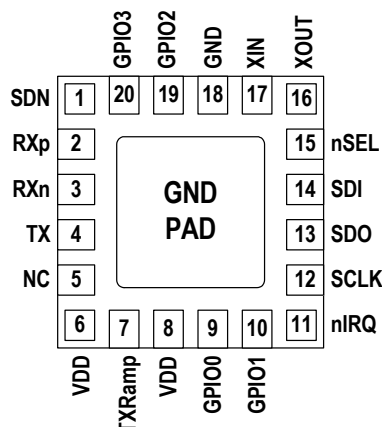 GPIO3
GPIO2
GND
XIN
XOUT
SDN 1 20 19 18 17 16
RXp 2 15 nSEL
RXn 3 GND 14 SDI
TX 4 PAD 13 SDO
NC 5 12 SCLK
6 7 8 9 10 11 nIRQ
VDD
TXRamp
VDD
GPIO0
GPIO1